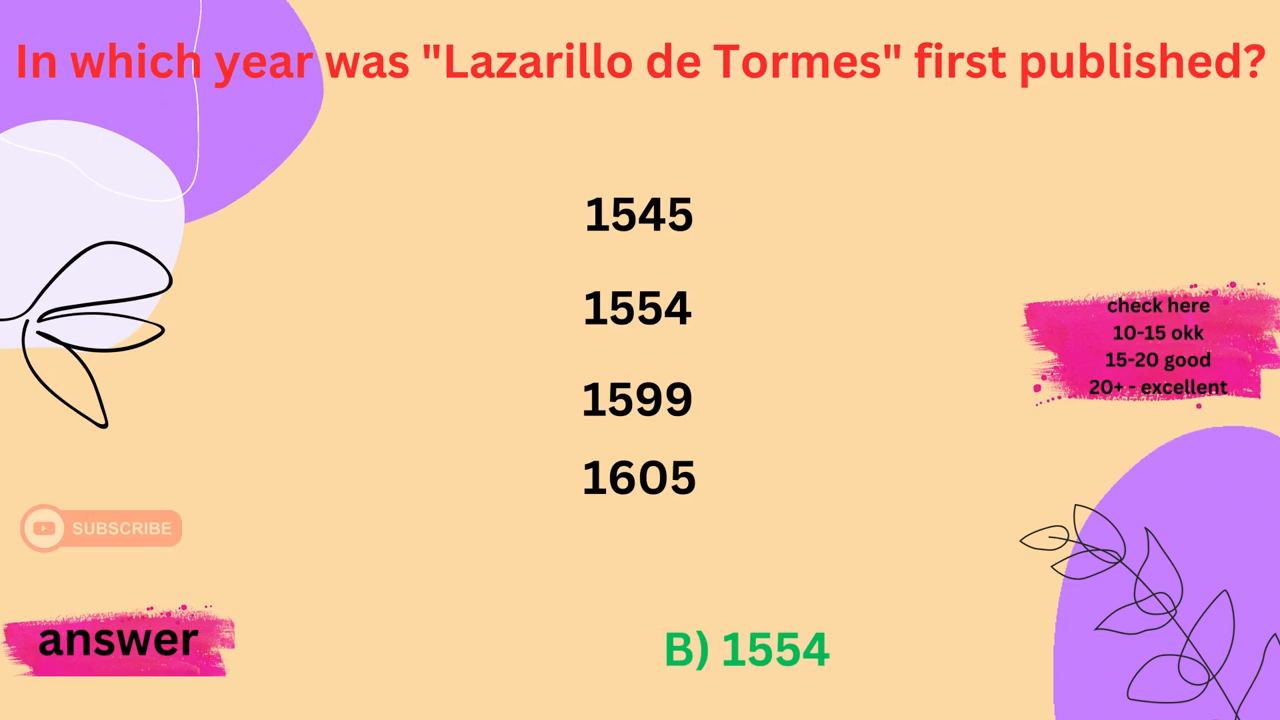 In which year was "Lazarillo de Tormes" first published?
1545
1554
1599
1605
check here
10-15 okk
15-20 good
20+ - excellent
SUBSCRIBE
answer
B) 1554